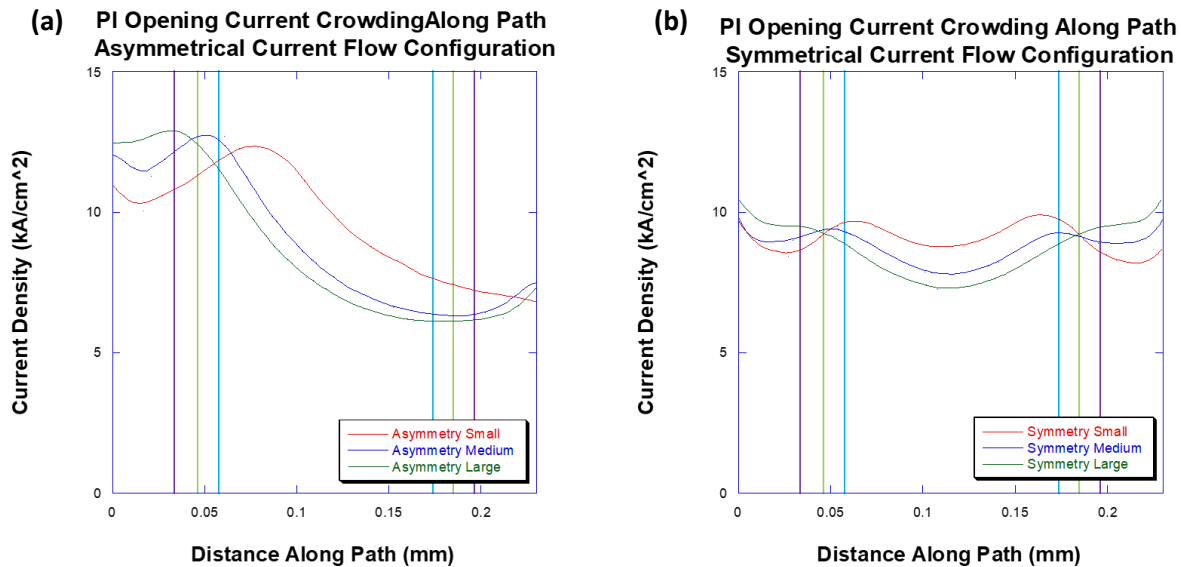 (a)
PI Opening Current CrowdingAlong Path
Asymmetrical Current Flow Configuration
15
10
5
0
Current Density (kA/cm^2)
Asymmetry Small
Asymmetry Medium
Asymmetry Large
0
0.05
0.1
0.15
0.2
Distance Along Path (mm)
(b)
PI Opening Current Crowding Along Path
Symmetrical Current Flow Configuration
15
10
5
0
Current Density (kA/cm^2)
Symmetry Small
Symmetry Medium
Symmetry Large
0
0.05
0.1
0.15
0.2
Distance Along Path (mm)